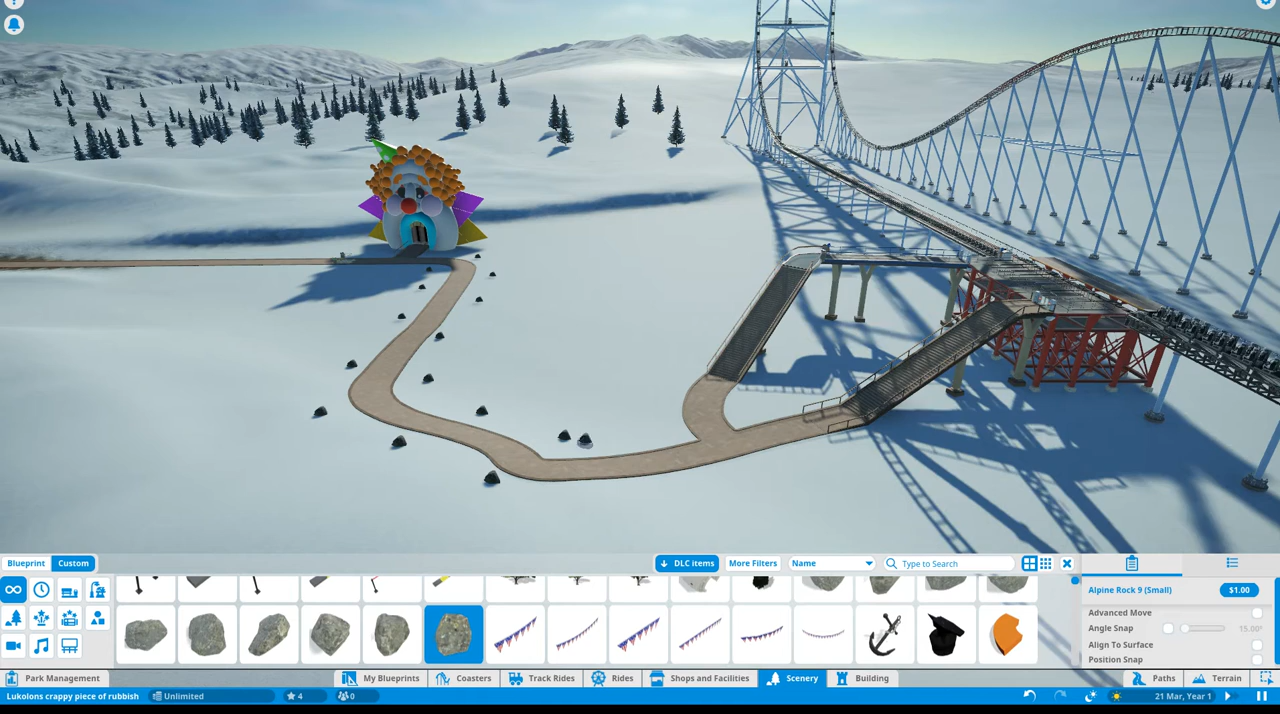 Blueprint Custom
DLC items More Filters Name Type to Search
Alpine Rock 9 (Small) $1.00
Advanced Move
Angle Snap 15.00°
Align To Surface
Position Snap
Park Management My Blueprints Coasters Track Rides Rides Shops and Facilities Scenery Building Paths Terrain
Lukolons crappy piece of rubbish Unlimited 4 0 21 Mar, Year 1